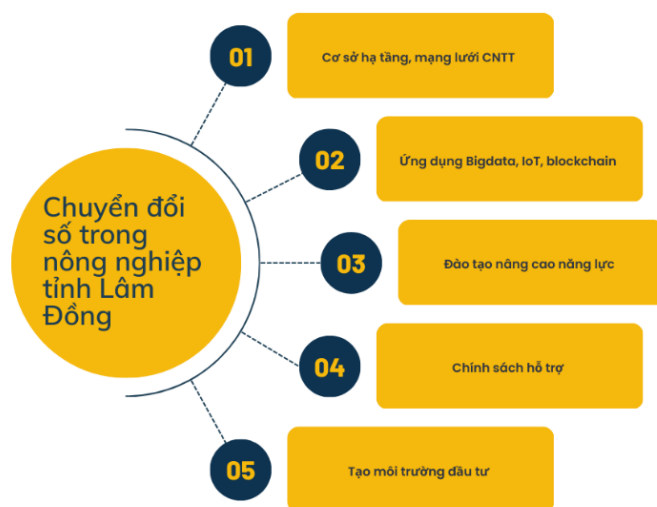 Chuyển đổi
số trong
nông nghiệp
tỉnh Lâm
Đồng
01
Cơ sở hạ tầng, mạng lưới CNTT
02
Ứng dụng Bigdata, IoT, blockchain
03
Đào tạo nâng cao năng lực
04
Chính sách hỗ trợ
05
Tạo môi trường đầu tư